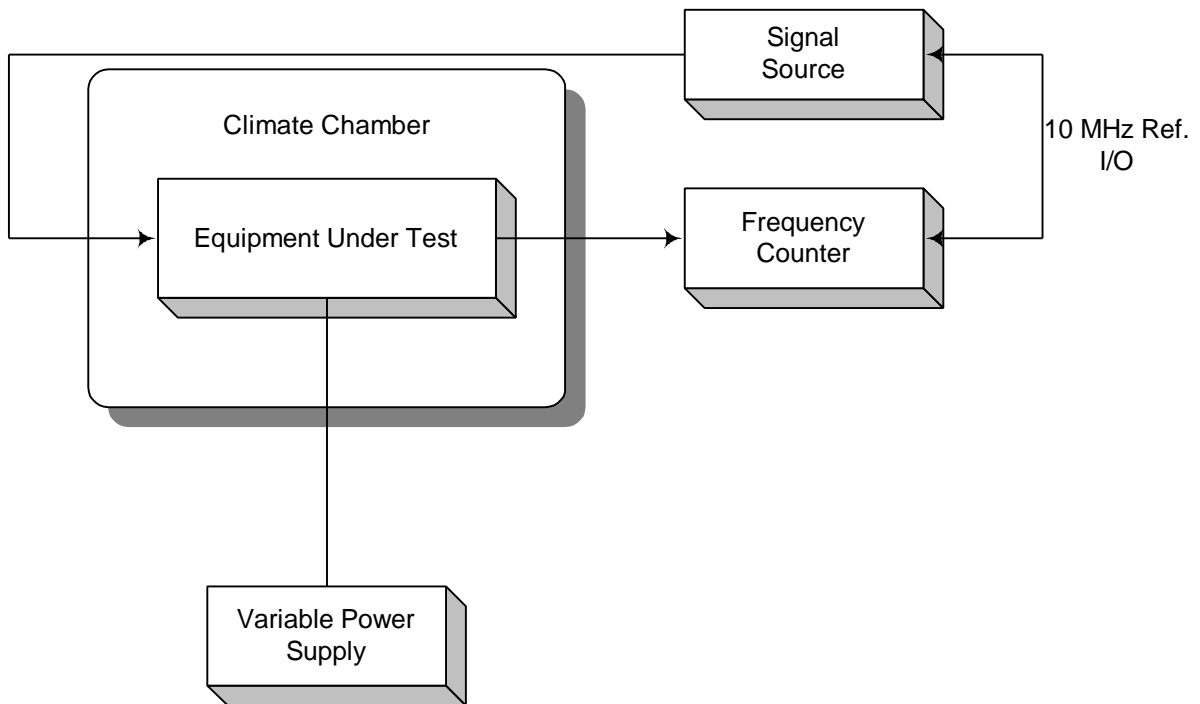 Signal
Source
Climate Chamber
10 MHz Ref.
I/O
Equipment Under Test
Frequency
Counter
Variable Power
Supply